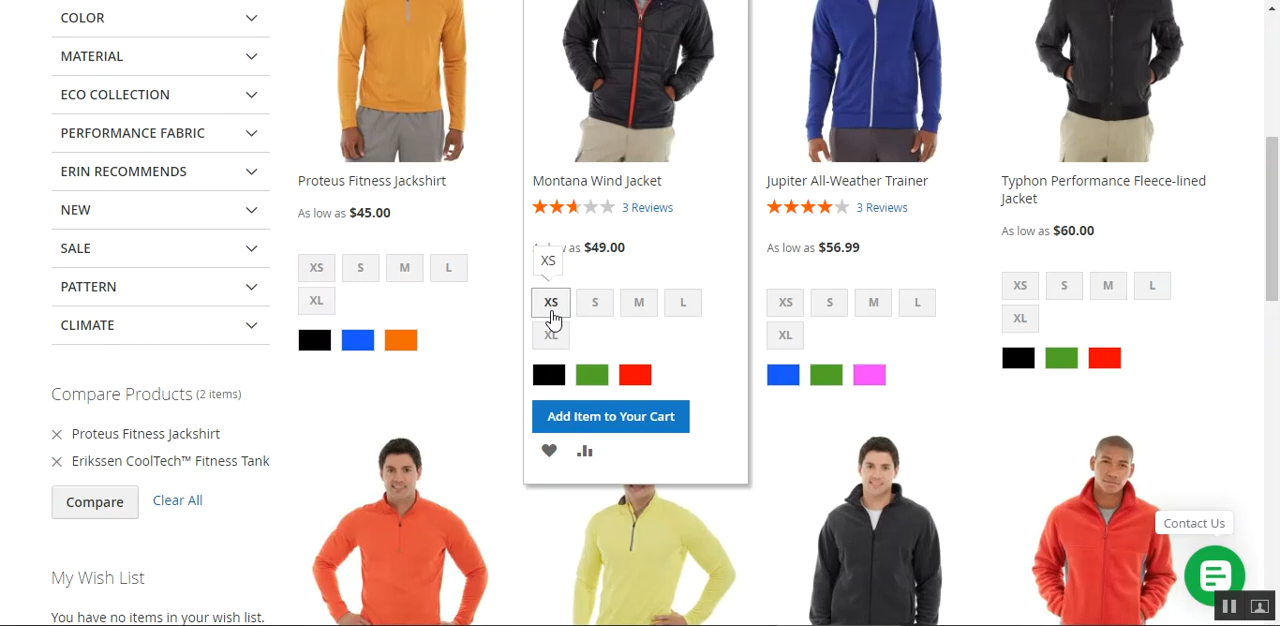 COLOR
MATERIAL
ECO COLLECTION
PERFORMANCE FABRIC
ERIN RECOMMENDS
NEW
SALE
PATTERN
CLIMATE
Compare Products (2 items)
Proteus Fitness Jackshirt
Erikssen CoolTech™ Fitness Tank
Compare Clear All
My Wish List
You have no items in your wish list.
Proteus Fitness Jackshirt
As low as $45.00
XS S M L
XL
Montana Wind Jacket
3 Reviews
as $49.00
XS
XS S M L
XL
Add Item to Your Cart
Jupiter All-Weather Trainer
3 Reviews
As low as $56.99
XS S M L
XL
Typhon Performance Fleece-lined
Jacket
As low as $60.00
XS S M L
XL
Contact Us